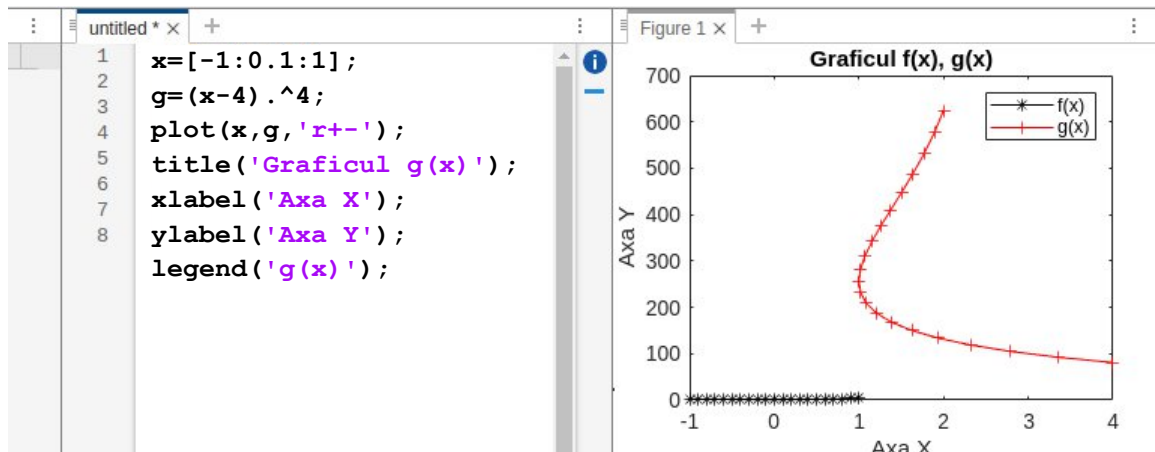 untitled * × +
Figure 1 × +
1 x=[-1:0.1:1];
2 g=(x-4).^4;
3 plot(x,g,'r+-');
4 title('Graficul g(x)');
5 xlabel('Axa X');
6 ylabel('Axa Y');
7 legend('g(x)');
8
Graficul f(x), g(x)
700
600
500
400
300
200
100
0
Axa Y
f(x)
g(x)
-1 0 1 2 3 4
Axa X